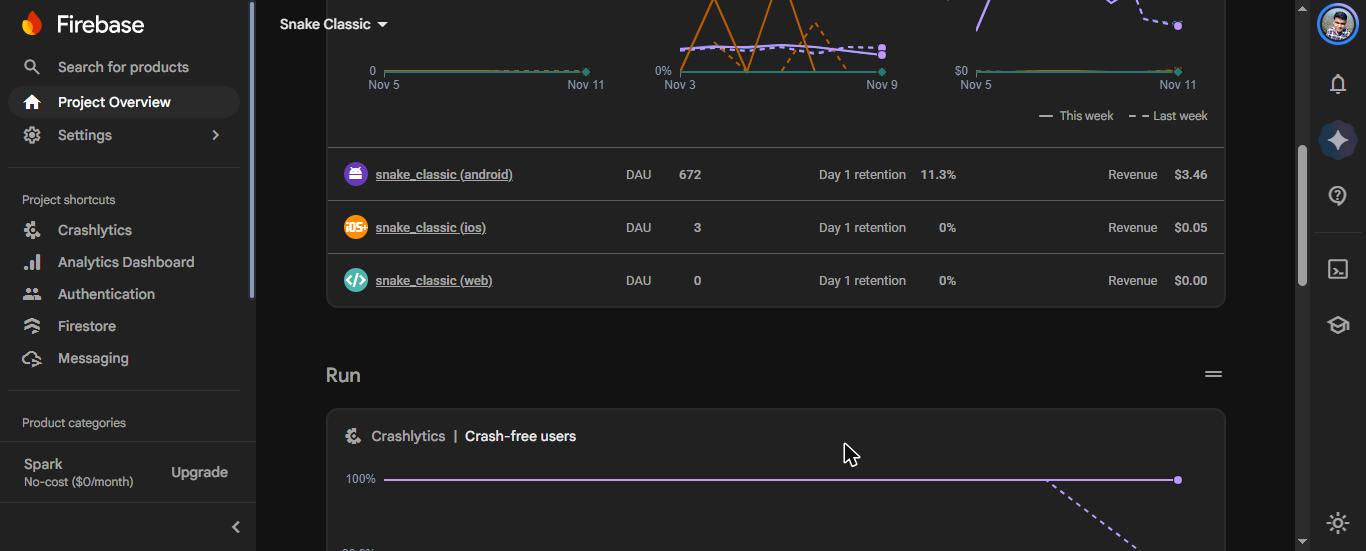 Firebase
Search for products
Project Overview
Settings
Project shortcuts
Crashlytics
Analytics Dashboard
Authentication
Firestore
Messaging
Product categories
Spark
No-cost ($0/month)
Upgrade
Snake Classic
0
Nov 5
Nov 11
0%
Nov 3
Nov 9
$0
Nov 5
Nov 11
This week
Last week
iOS+ 
snake_classic (android) DAU 672 Day 1 retention 11.3% Revenue $3.46
snake_classic (ios) DAU 3 Day 1 retention 0% Revenue $0.05
snake_classic (web) DAU 0 Day 1 retention 0% Revenue $0.00
Run
Crashlytics | Crash-free users
100%